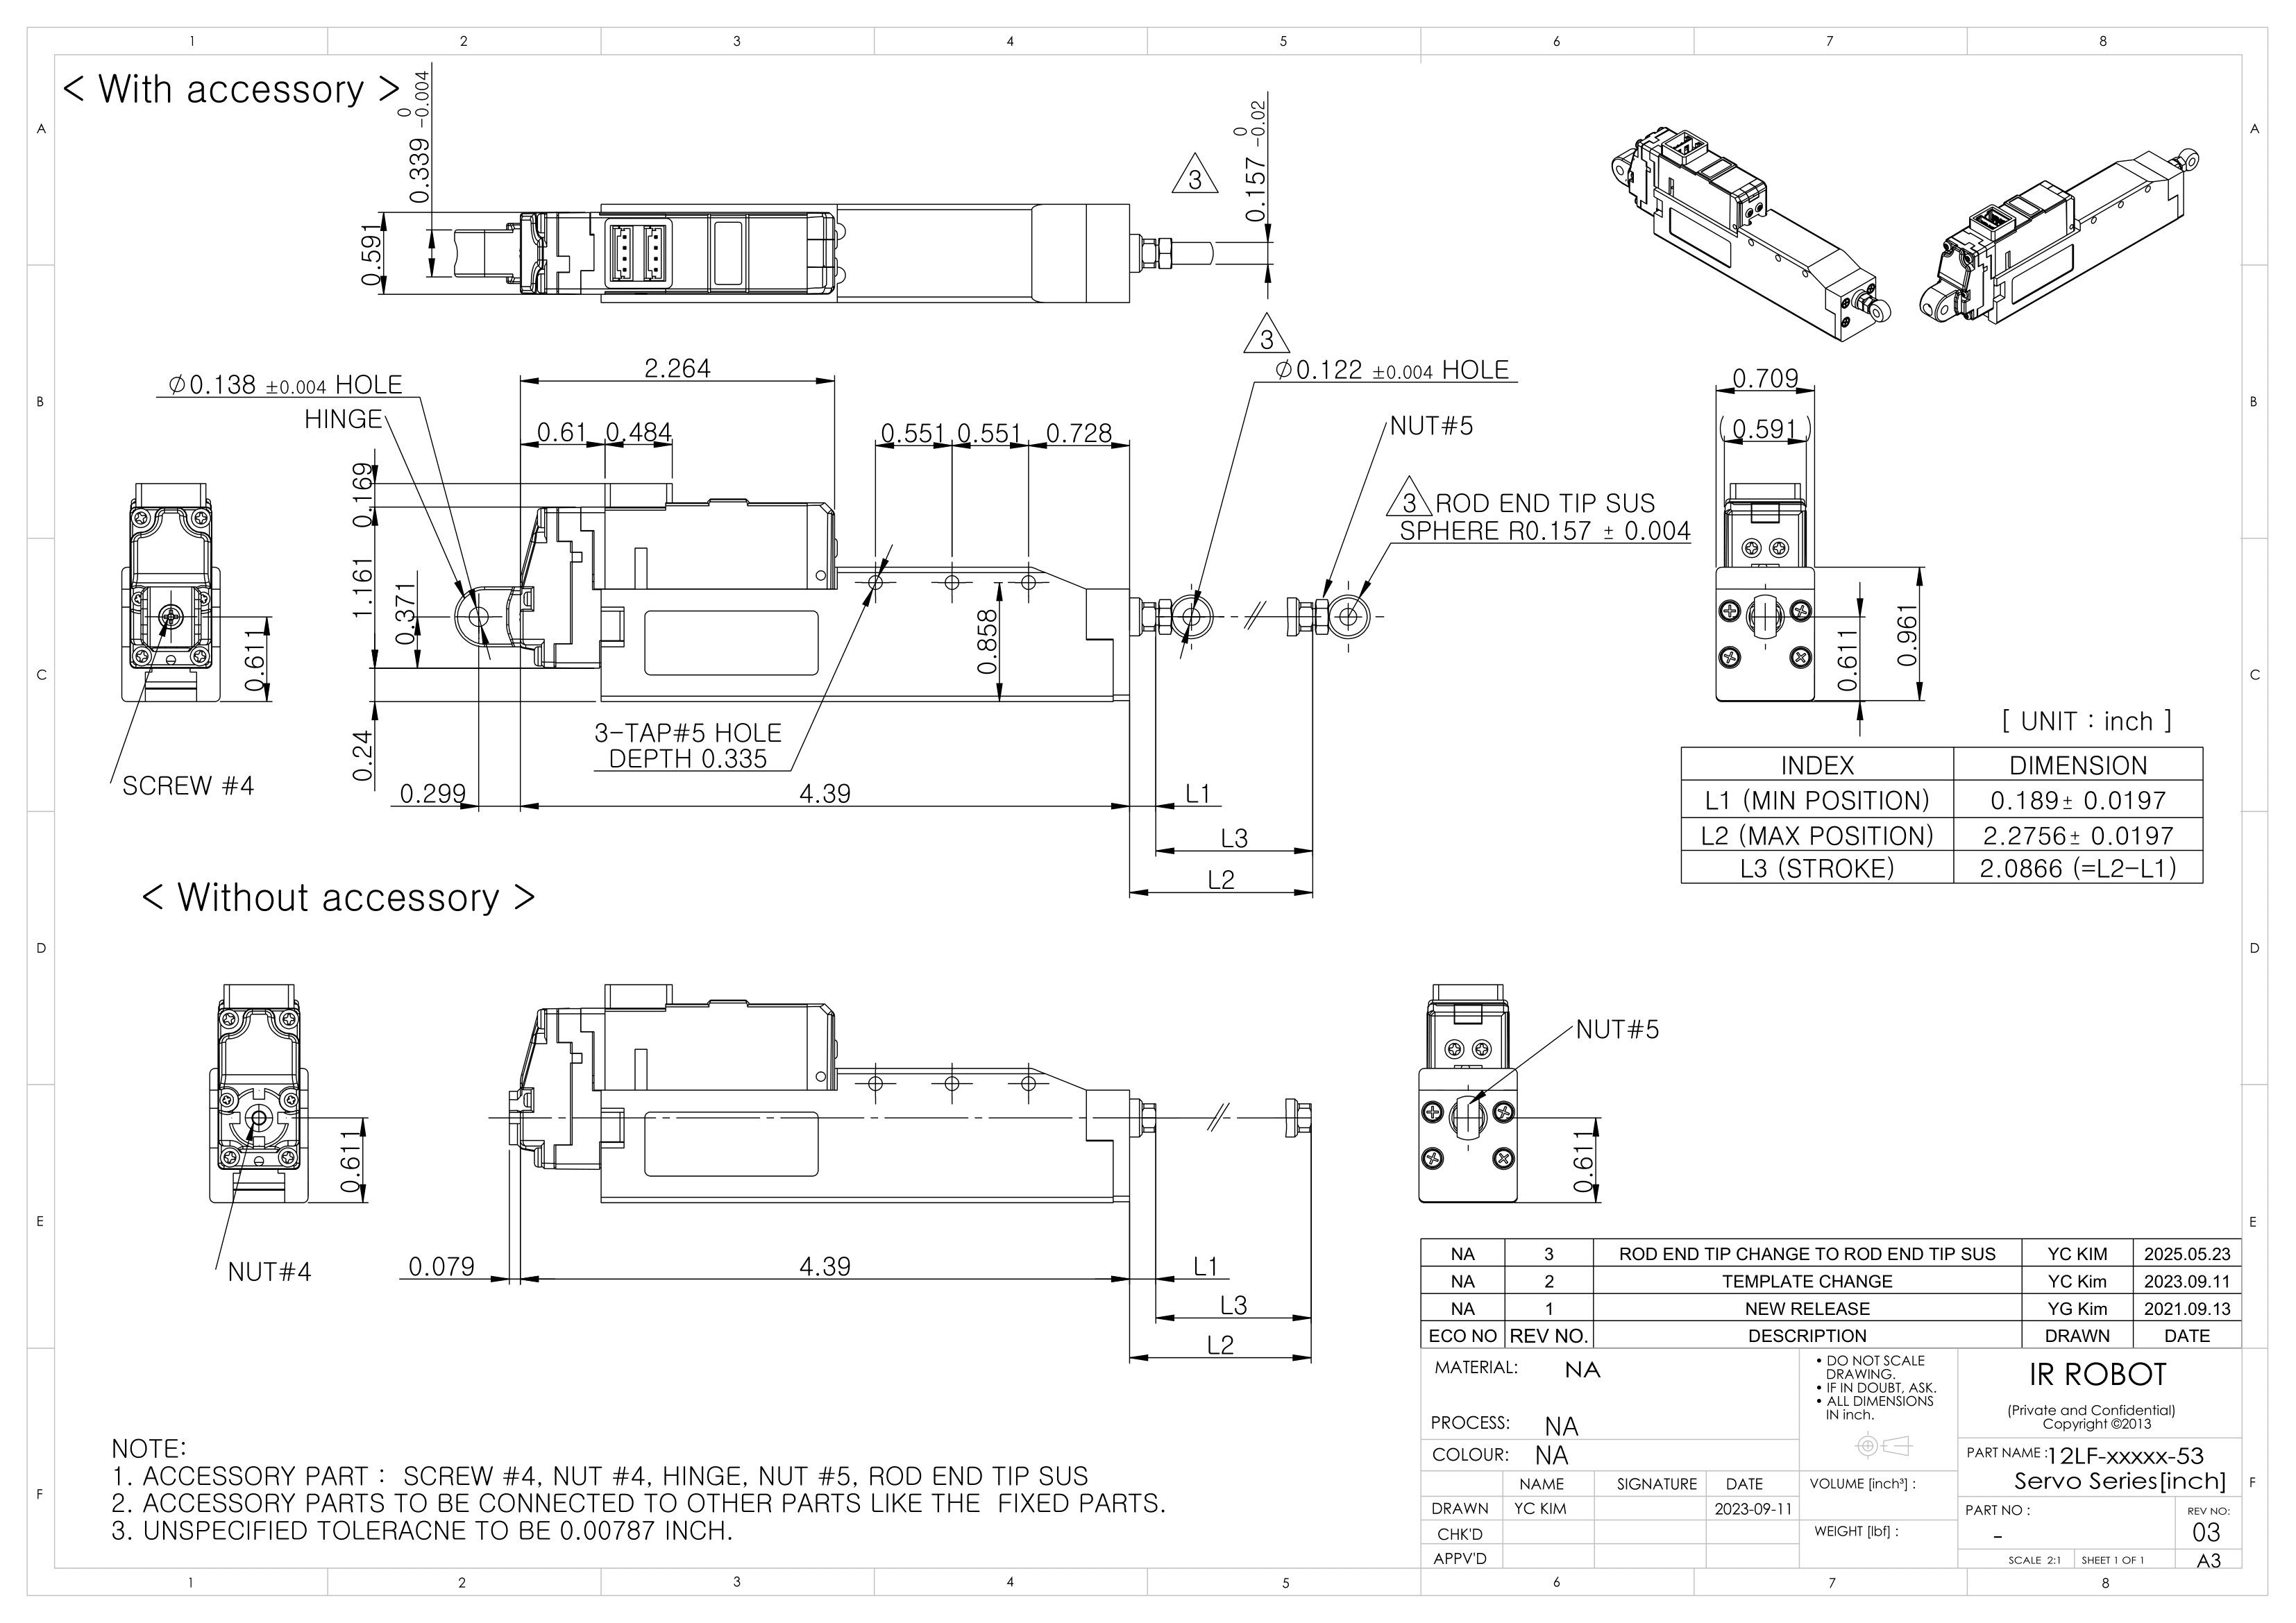 1 2 3 4 5 6 7 8
A A
B B
C C
D D
E E
F F
< With accessory >
0.339 0 -0.004
0.591
3
0.157 0 -0.02
3
Ø0.138 ±0.004 HOLE
HINGE
2.264
0.61 0.484
0.551 0.551 0.728
Ø0.122 ±0.004 HOLE
NUT#5
3 ROD END TIP SUS
SPHERE R0.157 ± 0.004
0.709
(0.591)
0.169
1.161
0.371
0.24
0.858
0.611
0.611
0.961
SCREW #4
3-TAP#5 HOLE
DEPTH 0.335
0.299 4.39 L1
L3
L2
[ UNIT : inch ]
INDEX DIMENSION
L1 (MIN POSITION) 0.189± 0.0197
L2 (MAX POSITION) 2.2756± 0.0197
L3 (STROKE) 2.0866 (=L2-L1)
< Without accessory >
NUT#4
0.611
NUT#5
0.611
0.079 4.39 L1
L3
L2
NOTE:
1. ACCESSORY PART : SCREW #4, NUT #4, HINGE, NUT #5, ROD END TIP SUS
2. ACCESSORY PARTS TO BE CONNECTED TO OTHER PARTS LIKE THE FIXED PARTS.
3. UNSPECIFIED TOLERACNE TO BE 0.00787 INCH.
NA 3 ROD END TIP CHANGE TO ROD END TIP SUS YC KIM 2025.05.23
NA 2 TEMPLATE CHANGE YC Kim 2023.09.11
NA 1 NEW RELEASE YG Kim 2021.09.13
ECO NO REV NO. DESCRIPTION DRAWN DATE
MATERIAL: NA
PROCESS: NA
COLOUR: NA
• DO NOT SCALE
DRAWING.
• IF IN DOUBT, ASK.
• ALL DIMENSIONS
IN inch.
IR ROBOT
(Private and Confidential)
Copyright ©2013
PART NAME : 12LF-xxxxx-53
Servo Series[inch]
NAME SIGNATURE DATE
DRAWN YC KIM 2023-09-11
CHK'D
APPV'D
VOLUME [inch³] :
WEIGHT [lbf] :
PART NO :
-
REV NO:
03
SCALE 2:1 SHEET 1 OF 1 A3
1 2 3 4 5 6 7 8